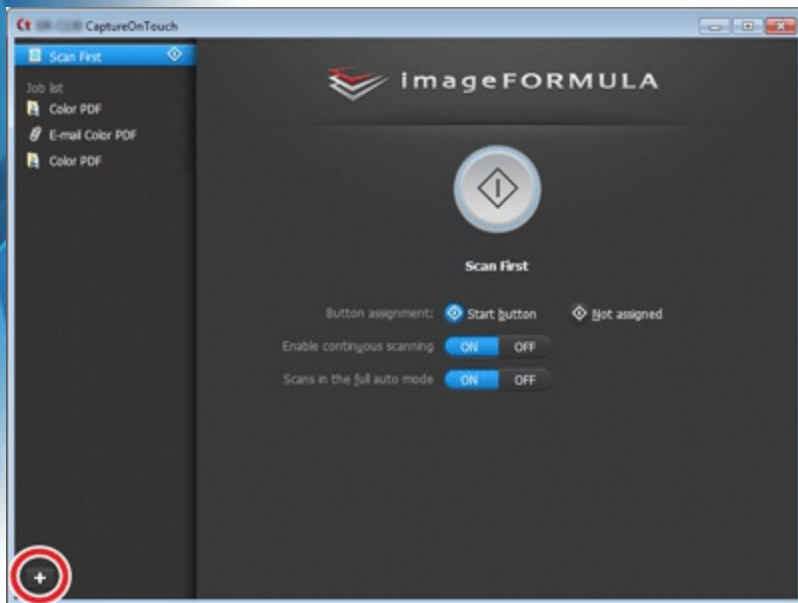 CaptureOnTouch
Scan First
Job list
Color PDF
E-mail Color PDF
Color PDF
imageFORMULA
Scan First
Button assignment: Start button Not assigned
Enable continuous scanning ON OFF
Scans in the full auto mode ON OFF